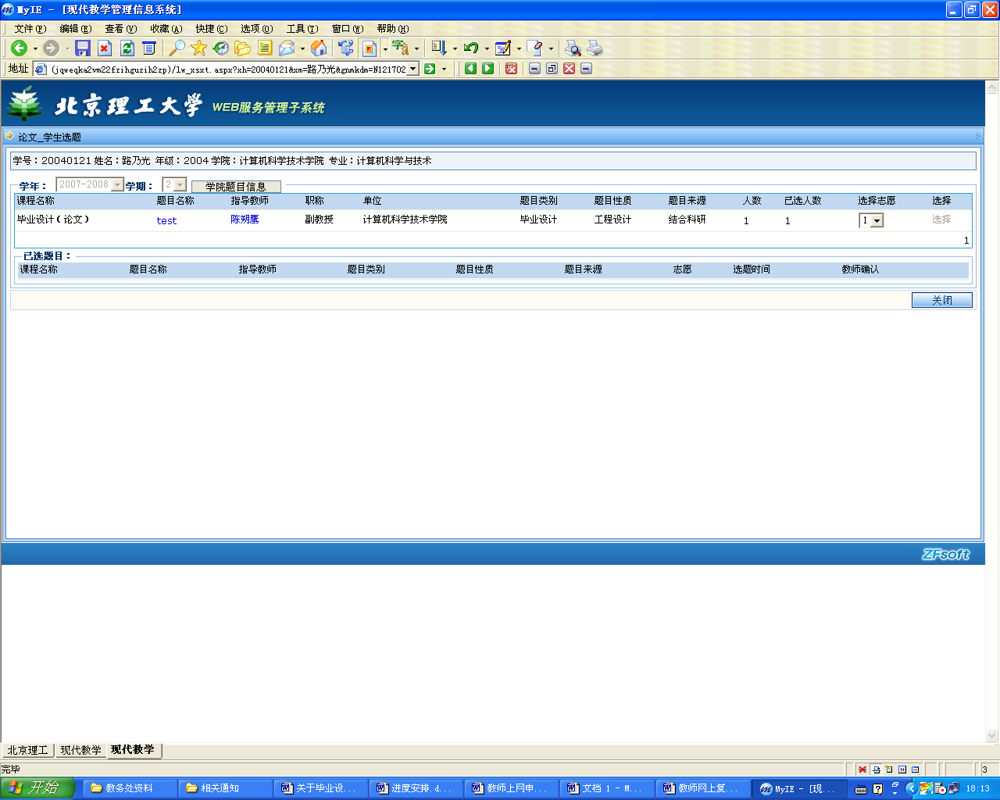 MyIE - [现代教学管理信息系统]
文件(F) 编辑(E) 查看(V) 收藏(A) 快捷(C) 选项(O) 工具(T) 窗口(W) 帮助(H)
地址 (jqweqka2vm22fzihguzih2zp)/lw_xsxt.aspx?xh=20040121&xm=路乃光&gnmkdm=N121702
北京理工大学 WEB服务管理子系统
论文_学生选题
学号：20040121 姓名：路乃光 年级：2004 学院：计算机科学技术学院 专业：计算机科学与技术
学年： 2007-2008 学期： 2 学院题目信息
课程名称 题目名称 指导教师 职称 单位 题目类别 题目性质 题目来源 人数 已选人数 选择志愿 选择
毕业设计（论文） test 陈朔鹰 副教授 计算机科学技术学院 毕业设计 工程设计 结合科研 1 1 1 选择
1
已选题目：
课程名称 题目名称 指导教师 题目类别 题目性质 题目来源 志愿 选题时间 教师确认
关闭
ZFsoft
北京理工 现代教学 现代教学
完毕 3
开始 教务处资料 相关通知 关于毕业设... 进度安排.d... 教师上网申... 文档 1 - M... 教师网上复... MyIE - [现... 18:13